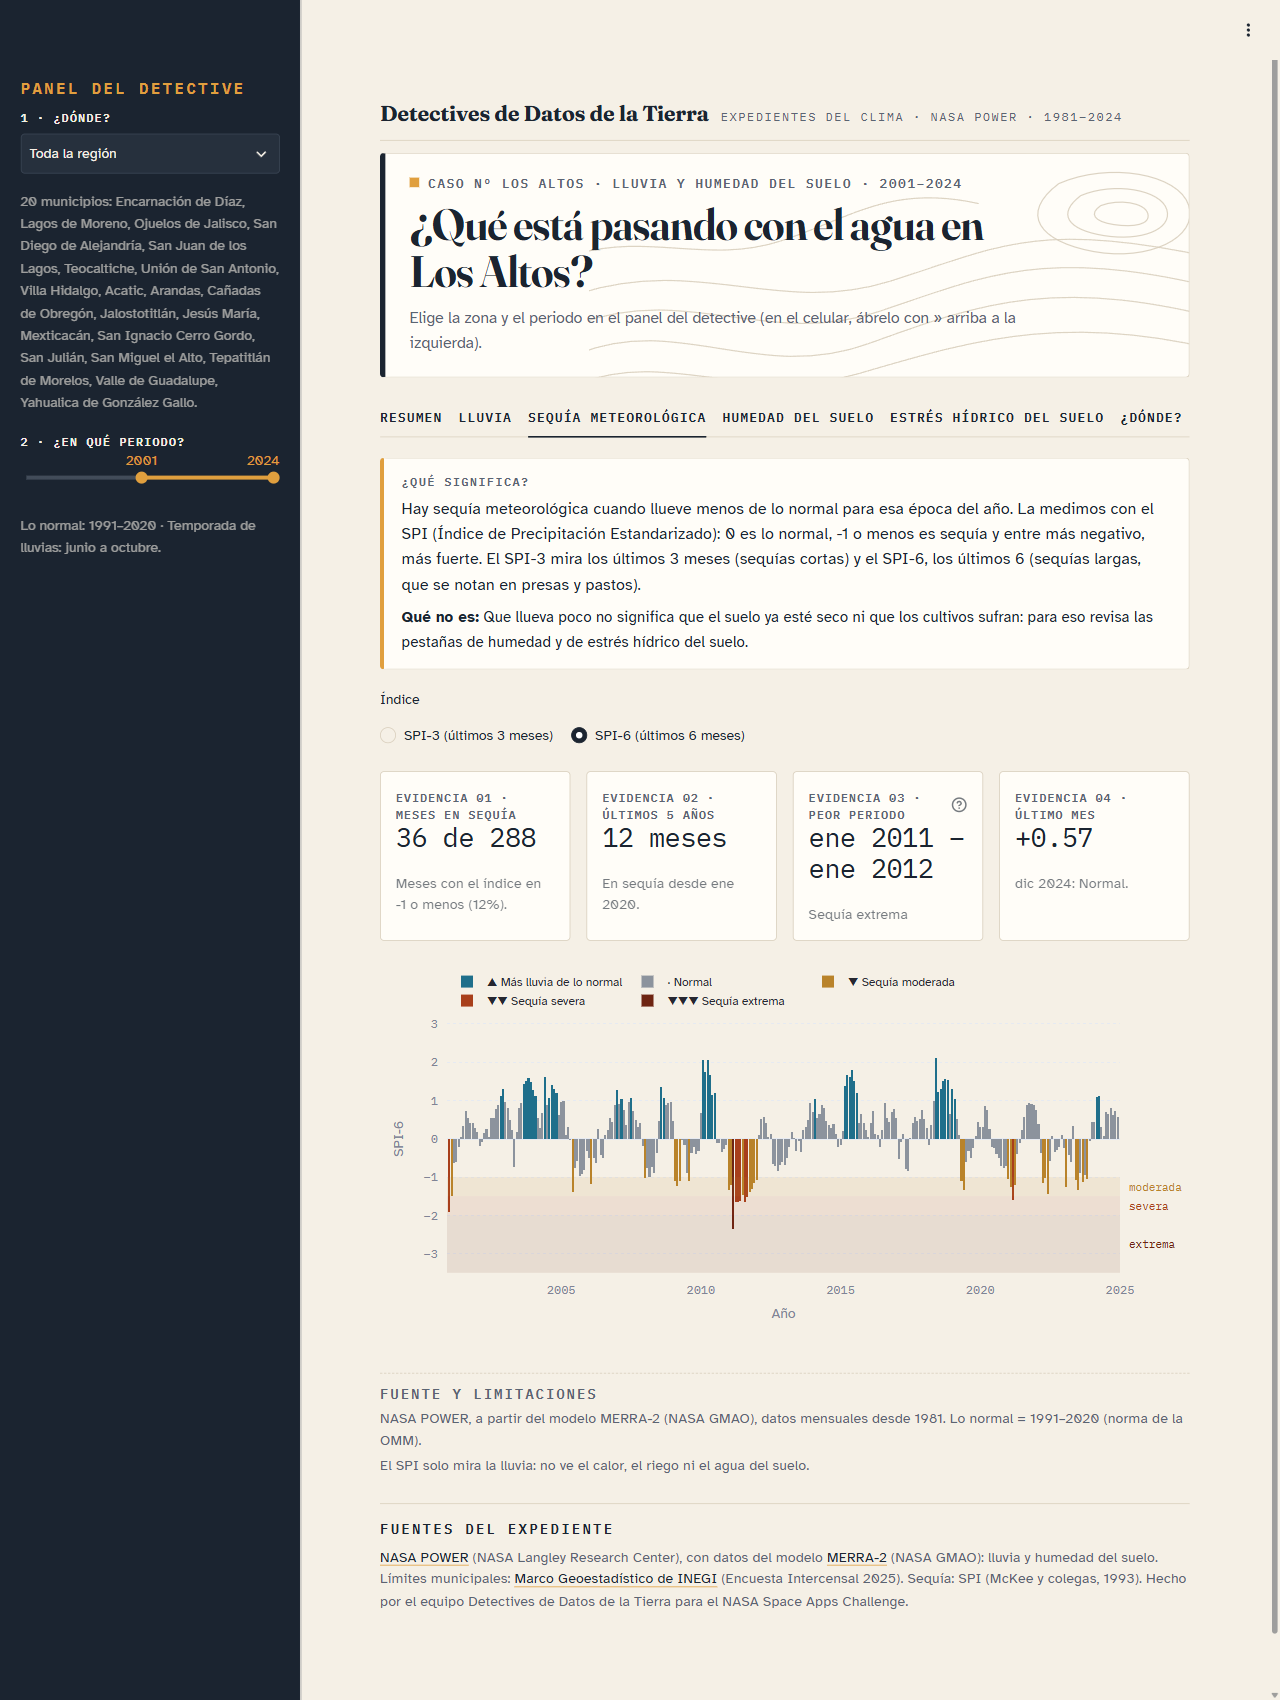 PANEL DEL DETECTIVE
1 · ¿DÓNDE?
Toda la región
20 municipios: Encarnación de Díaz,
Lagos de Moreno, Ojuelos de Jalisco, San
Diego de Alejandría, San Juan de los
Lagos, Teocaltiche, Unión de San Antonio,
Villa Hidalgo, Acatic, Arandas, Cañadas
de Obregón, Jalostotitlán, Jesús María,
Mexticacán, San Ignacio Cerro Gordo,
San Julián, San Miguel el Alto, Tepatitlán
de Morelos, Valle de Guadalupe,
Yahualica de González Gallo.
2 · ¿EN QUÉ PERIODO?
2001 2024
Lo normal: 1991–2020 · Temporada de
lluvias: junio a octubre.
Detectives de Datos de la Tierra EXPEDIENTES DEL CLIMA · NASA POWER · 1981–2024
CASO Nº LOS ALTOS · LLUVIA Y HUMEDAD DEL SUELO · 2001–2024
¿Qué está pasando con el agua en
Los Altos?
Elige la zona y el periodo en el panel del detective (en el celular, ábrelo con » arriba a la
izquierda).
RESUMEN LLUVIA SEQUÍA METEOROLÓGICA HUMEDAD DEL SUELO ESTRÉS HÍDRICO DEL SUELO ¿DÓNDE?
¿QUÉ SIGNIFICA?
Hay sequía meteorológica cuando llueve menos de lo normal para esa época del año. La medimos con el
SPI (Índice de Precipitación Estandarizado): 0 es lo normal, -1 o menos es sequía y entre más negativo,
más fuerte. El SPI-3 mira los últimos 3 meses (sequías cortas) y el SPI-6, los últimos 6 (sequías largas,
que se notan en presas y pastos).
Qué no es: Que llueva poco no significa que el suelo ya esté seco ni que los cultivos sufran: para eso revisa las
pestañas de humedad y de estrés hídrico del suelo.
Índice
SPI-3 (últimos 3 meses) SPI-6 (últimos 6 meses)
EVIDENCIA 01 ·
MESES EN SEQUÍA
36 de 288
Meses con el índice en
-1 o menos (12%).
EVIDENCIA 02 ·
ÚLTIMOS 5 AÑOS
12 meses
En sequía desde ene
2020.
EVIDENCIA 03 ·
PEOR PERIODO
ene 2011 –
ene 2012
Sequía extrema
EVIDENCIA 04 ·
ÚLTIMO MES
+0.57
dic 2024: Normal.
▲ Más lluvia de lo normal · Normal ▼ Sequía moderada
▼▼ Sequía severa ▼▼▼ Sequía extrema
3
2
1
0
−1
−2
−3
SPI-6
moderada
severa
extrema
2005 2010 2015 2020 2025
Año
FUENTE Y LIMITACIONES
NASA POWER, a partir del modelo MERRA-2 (NASA GMAO), datos mensuales desde 1981. Lo normal = 1991–2020 (norma de la
OMM).
El SPI solo mira la lluvia: no ve el calor, el riego ni el agua del suelo.
FUENTES DEL EXPEDIENTE
NASA POWER (NASA Langley Research Center), con datos del modelo MERRA-2 (NASA GMAO): lluvia y humedad del suelo.
Límites municipales: Marco Geoestadístico de INEGI (Encuesta Intercensal 2025). Sequía: SPI (McKee y colegas, 1993). Hecho
por el equipo Detectives de Datos de la Tierra para el NASA Space Apps Challenge.